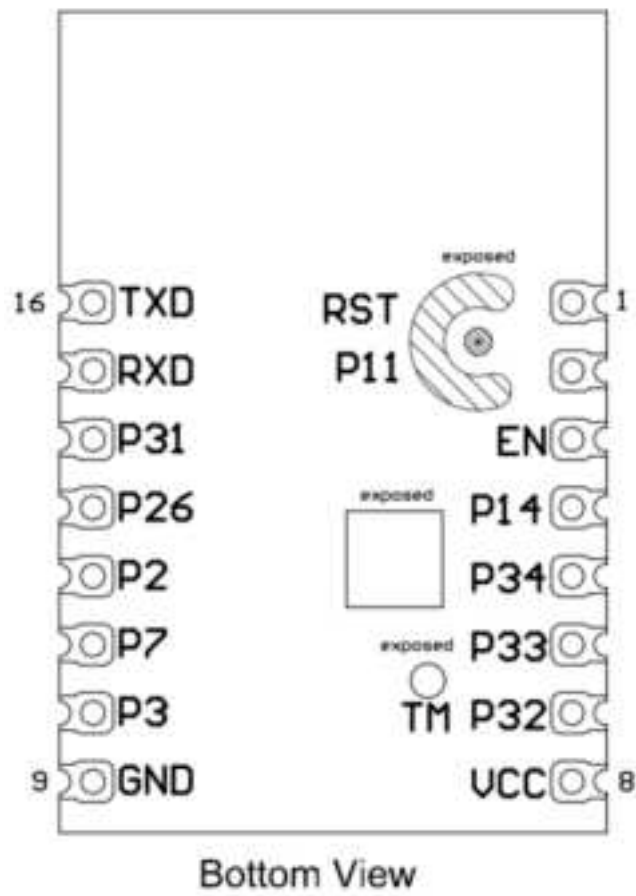 exposed
16 TXD RST 1
RXD P11
P31 EN
exposed
P26 P14
P2 P34
exposed
P7 P33
P3 TM P32
9 GND VCC 8
Bottom View